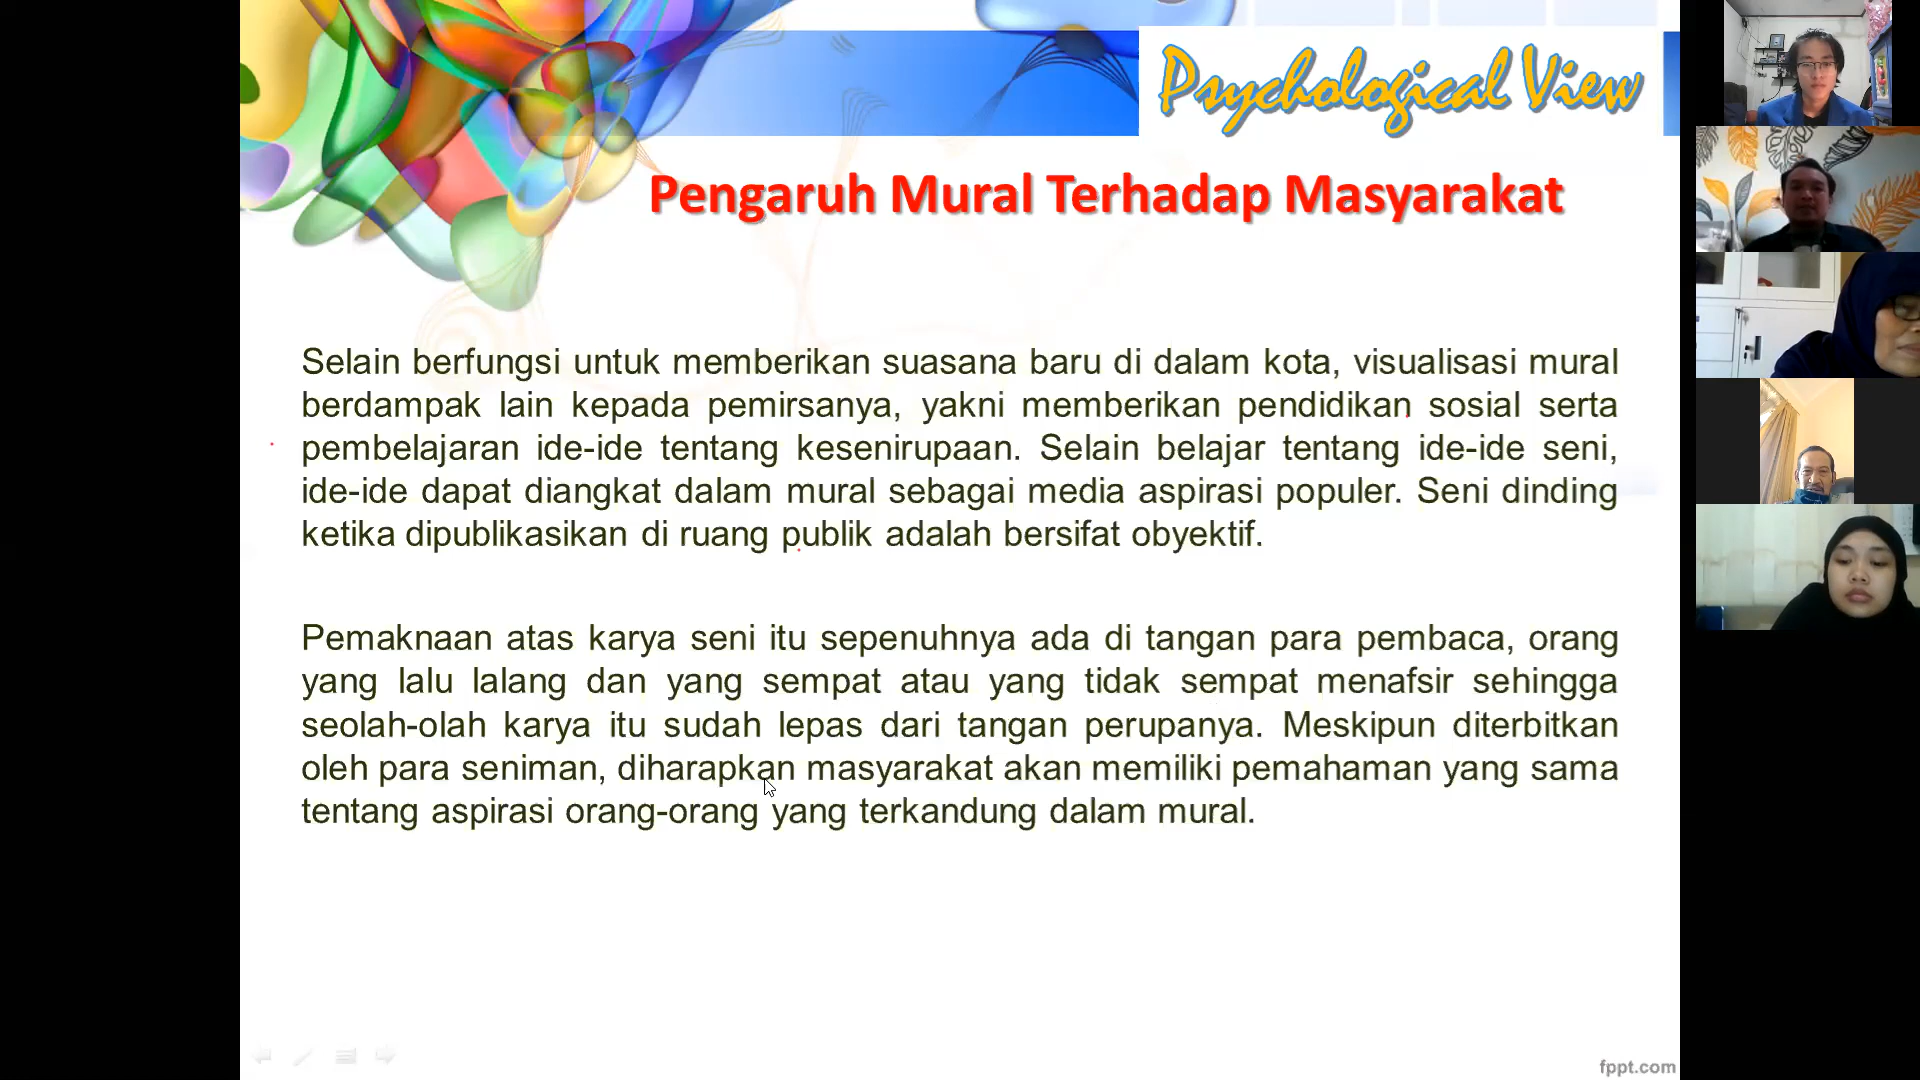 Psychological View
Pengaruh Mural Terhadap Masyarakat
Selain berfungsi untuk memberikan suasana baru di dalam kota, visualisasi mural
berdampak lain kepada pemirsanya, yakni memberikan pendidikan sosial serta
pembelajaran ide-ide tentang kesenirupaan. Selain belajar tentang ide-ide seni,
ide-ide dapat diangkat dalam mural sebagai media aspirasi populer. Seni dinding
ketika dipublikasikan di ruang publik adalah bersifat obyektif.
Pemaknaan atas karya seni itu sepenuhnya ada di tangan para pembaca, orang
yang lalu lalang dan yang sempat atau yang tidak sempat menafsir sehingga
seolah-olah karya itu sudah lepas dari tangan perupanya. Meskipun diterbitkan
oleh para seniman, diharapkan masyarakat akan memiliki pemahaman yang sama
tentang aspirasi orang-orang yang terkandung dalam mural.
fppt.com